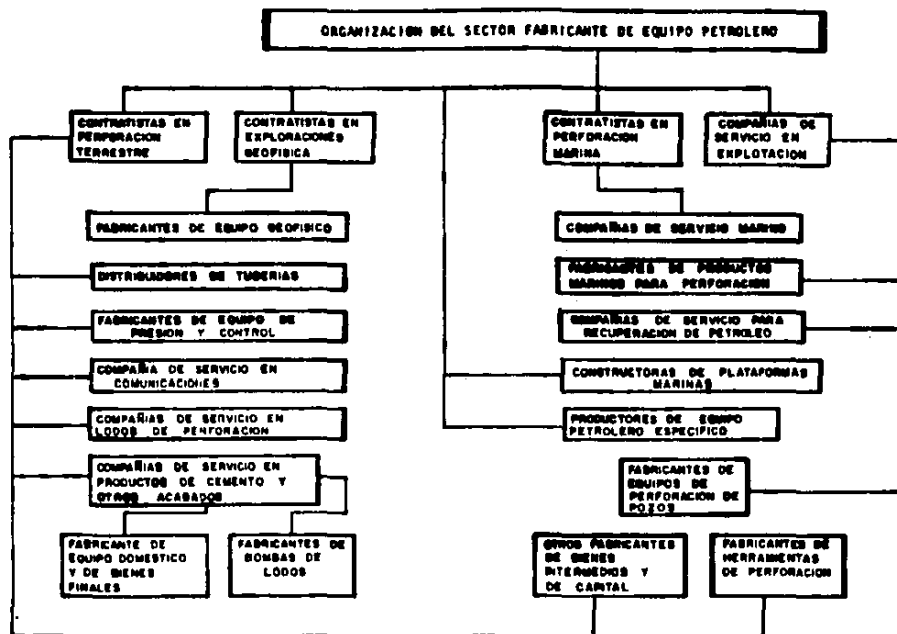 ORGANIZACION DEL SECTOR FABRICANTE DE EQUIPO PETROLERO
CONTRATISTAS EN
PERFORACION
TERRESTRE
CONTRATISTAS EN
EXPLORACIONES
GEOFISICA
CONTRATISTAS EN
PERFORACION
MARINA
COMPAÑIAS DE
SERVICIO EN
EXPLOTACION
FABRICANTES DE EQUIPO GEOFISICO
COMPAÑIAS DE SERVICIO MARINO
DISTRIBUIDORES DE TUBERIAS
FABRICANTES DE PRODUCTOS
MARINOS PARA PERFORACION
FABRICANTES DE EQUIPO DE
PRESION Y CONTROL
COMPAÑIAS DE SERVICIO PARA
RECUPERACION DE PETROLEO
COMPAÑIA DE SERVICIO EN
COMUNICACIONES
CONSTRUCTORAS DE PLATAFORMAS
MARINAS
COMPAÑIAS DE SERVICIO EN
LODOS DE PERFORACION
PRODUCTORES DE EQUIPO
PETROLERO ESPECIFICO
COMPAÑIAS DE SERVICIO EN
PRODUCTOS DE CEMENTO Y
OTROS ACABADOS
FABRICANTES DE
EQUIPOS DE
PERFORACION DE
POZOS
FABRICANTE DE
EQUIPO DOMESTICO
Y DE BIENES
FINALES
FABRICANTES DE
BOMBAS DE
LODOS
OTROS FABRICANTES
DE BIENES
INTERMEDIOS Y
DE CAPITAL
FABRICANTES DE
HERRAMIENTAS
DE PERFORACION